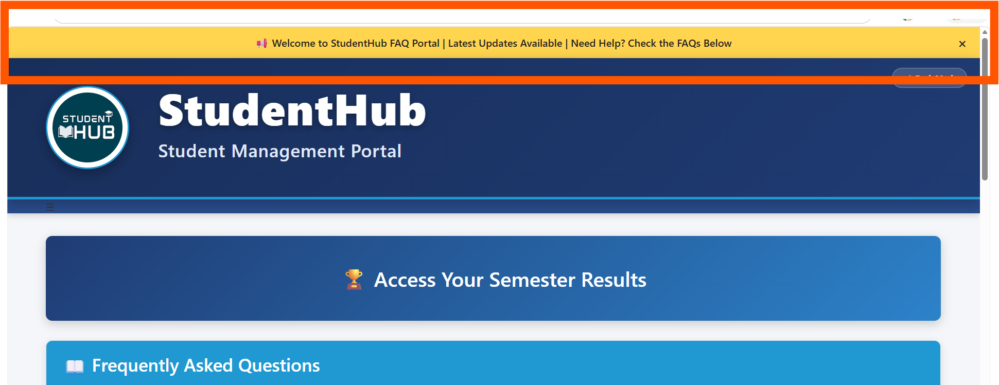 Welcome to StudentHub FAQ Portal | Latest Updates Available | Need Help? Check the FAQs Below ×
STUDENT
HUB
StudentHub
Student Management Portal
☰
Access Your Semester Results
Frequently Asked Questions